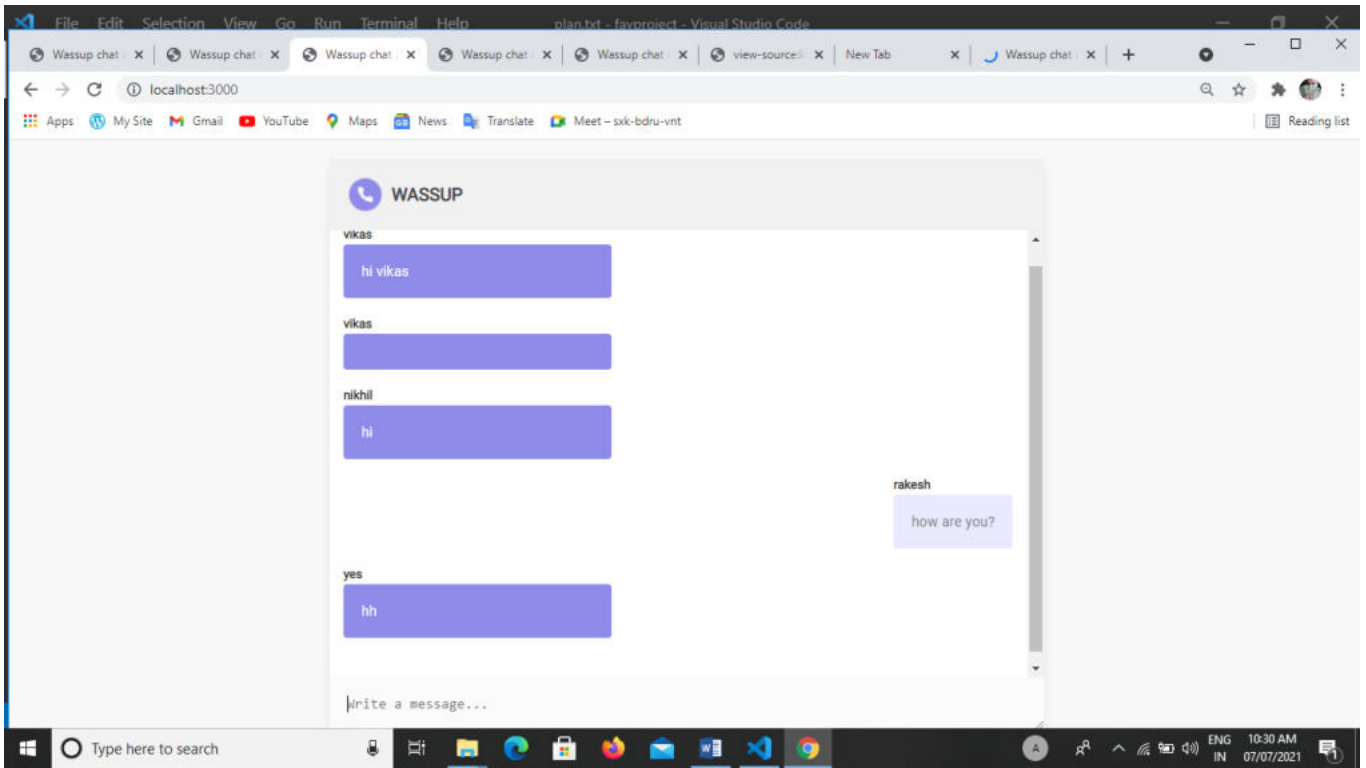 File Edit Selection View Go Run Terminal Help plan.txt - favproject - Visual Studio Code
Wassup chat Wassup chat Wassup chat Wassup chat Wassup chat view-source: New Tab Wassup chat
localhost:3000
Apps My Site Gmail YouTube Maps News Translate Meet – sxk-bdru-vnt Reading list
WASSUP
vikas
hi vikas
vikas
nikhil
hi
rakesh
how are you?
yes
hh
Write a message...
Type here to search
ENG 10:30 AM
IN 07/07/2021